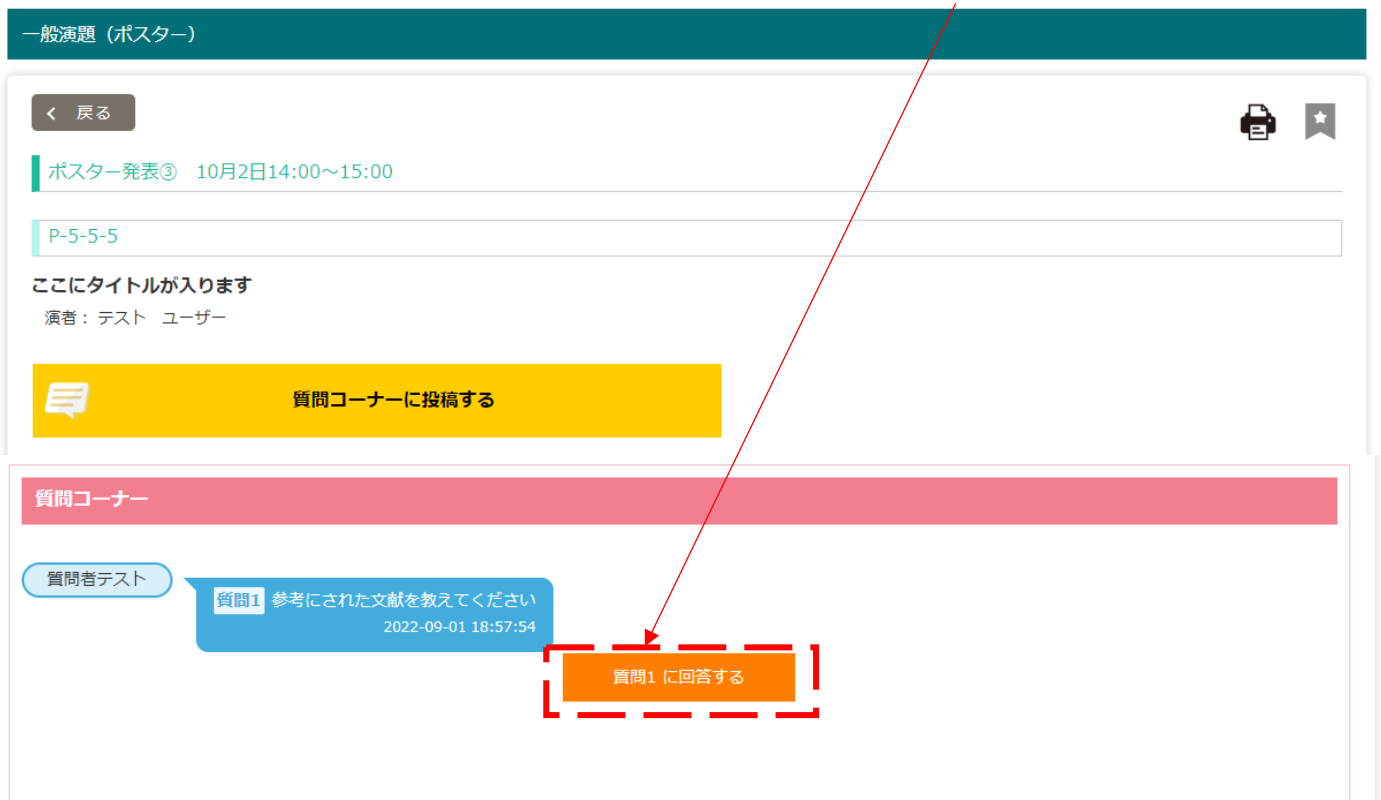 一般演題（ポスター）
戻る
ポスター発表③　10月2日14:00～15:00
P-5-5-5
ここにタイトルが入ります
演者： テスト　ユーザー
質問コーナーに投稿する
質問コーナー
質問者テスト
質問1 参考にされた文献を教えてください
2022-09-01 18:57:54
質問1 に回答する